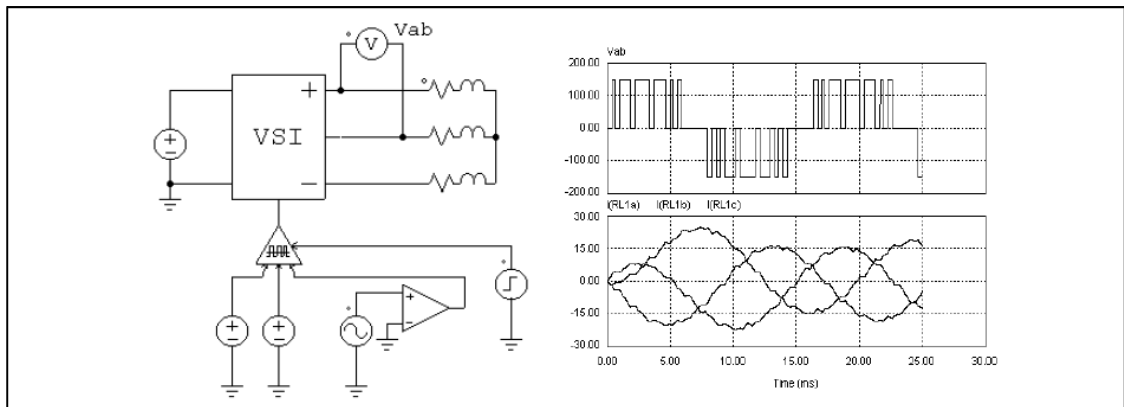 Vab
V
+
VSI
−
+
−
+
−
+
−
+
−
Vab
200.00
100.00
0.00
-100.00
-200.00
I(RL1a) I(RL1b) I(RL1c)
30.00
15.00
0.00
-15.00
-30.00
0.00 5.00 10.00 15.00 20.00 25.00 30.00
Time (ms)